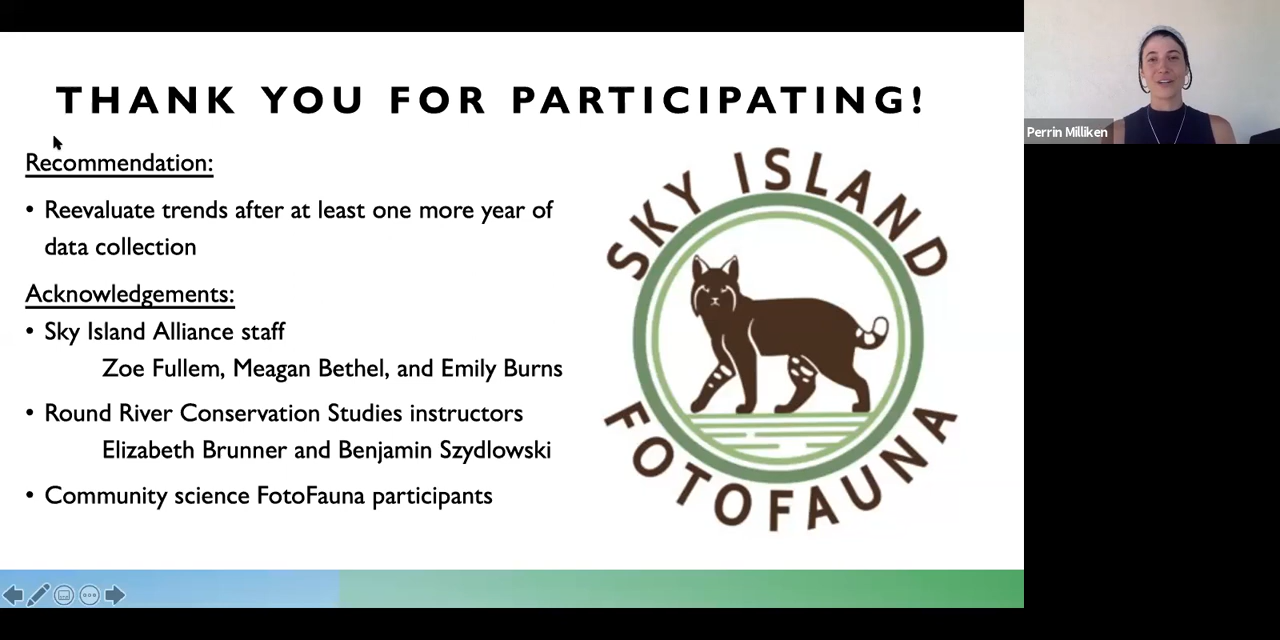 THANK YOU FOR PARTICIPATING!
Recommendation:
• Reevaluate trends after at least one more year of
data collection
Acknowledgements:
• Sky Island Alliance staff
Zoe Fullem, Meagan Bethel, and Emily Burns
• Round River Conservation Studies instructors
Elizabeth Brunner and Benjamin Szydlowski
• Community science FotoFauna participants
SKY ISLAND
FOTOFAUNA
Perrin Milliken